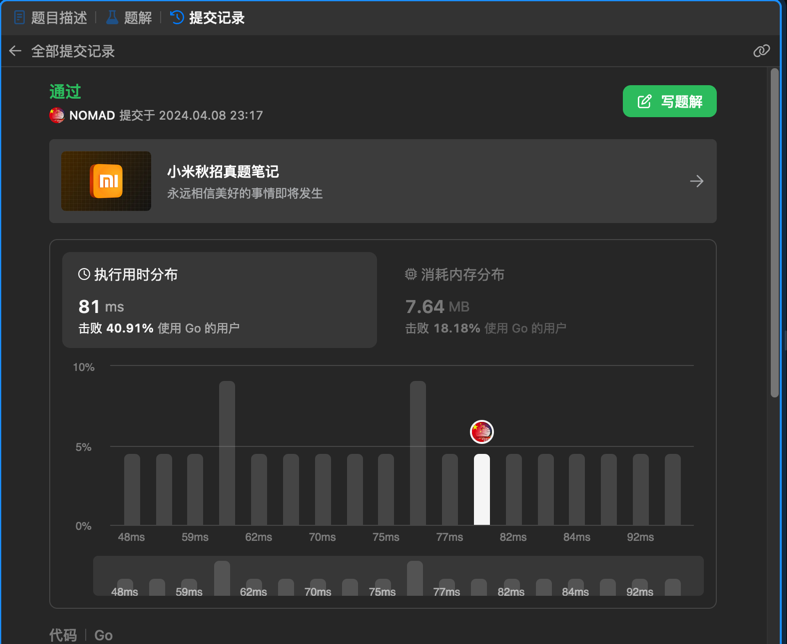 题目描述 题解 提交记录
全部提交记录
通过
NOMAD 提交于 2024.04.08 23:17
写题解
小米秋招真题笔记
永远相信美好的事情即将发生
执行用时分布
81 ms
击败 40.91% 使用 Go 的用户
消耗内存分布
7.64 MB
击败 18.18% 使用 Go 的用户
10%
5%
0%
48ms 59ms 62ms 70ms 75ms 77ms 82ms 84ms 92ms
48ms 59ms 62ms 70ms 75ms 77ms 82ms 84ms 92ms
代码 Go